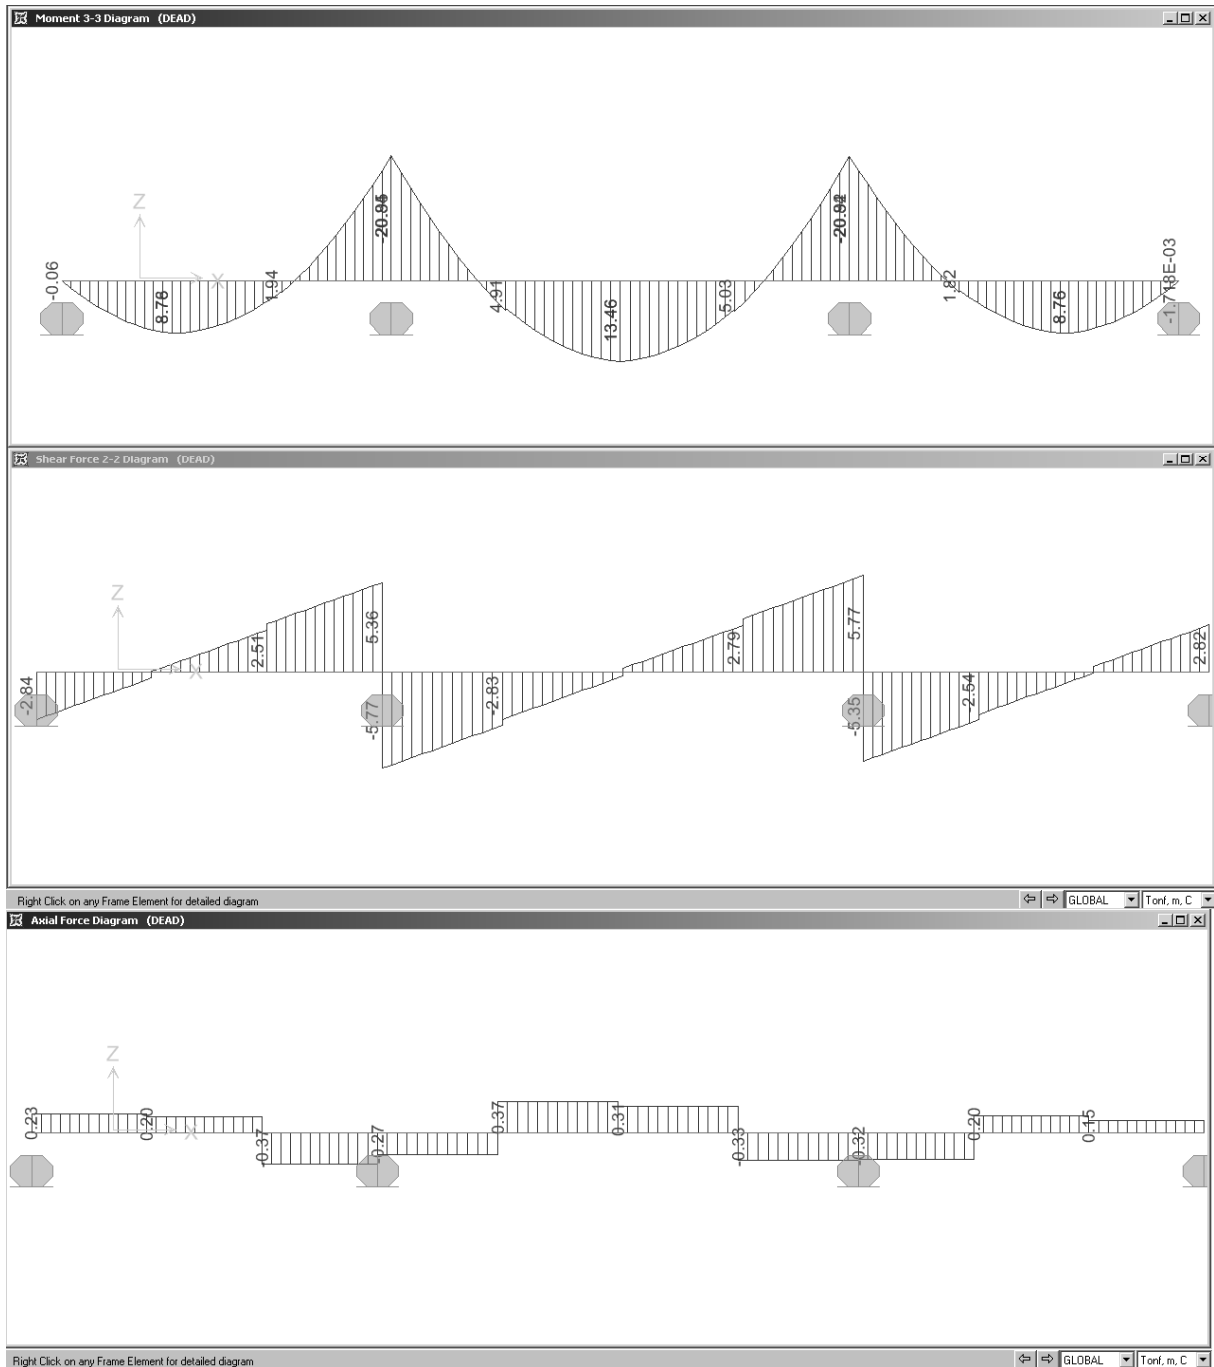 Moment 3-3 Diagram (DEAD)
Z
X
-0.06
8.78
1.94
4.91
13.46
5.03
1.82
8.76
-1.718E-03
Shear Force 2-2 Diagram (DEAD)
Z
X
-2.84
2.51
5.36
-5.77
-2.83
2.79
5.77
-5.35
-2.54
2.82
Right Click on any Frame Element for detailed diagram
GLOBAL
Tonf, m, C
Axial Force Diagram (DEAD)
Z
X
0.23
0.20
-0.37
-0.27
0.37
0.31
-0.33
-0.32
0.20
0.15
Right Click on any Frame Element for detailed diagram
GLOBAL
Tonf, m, C